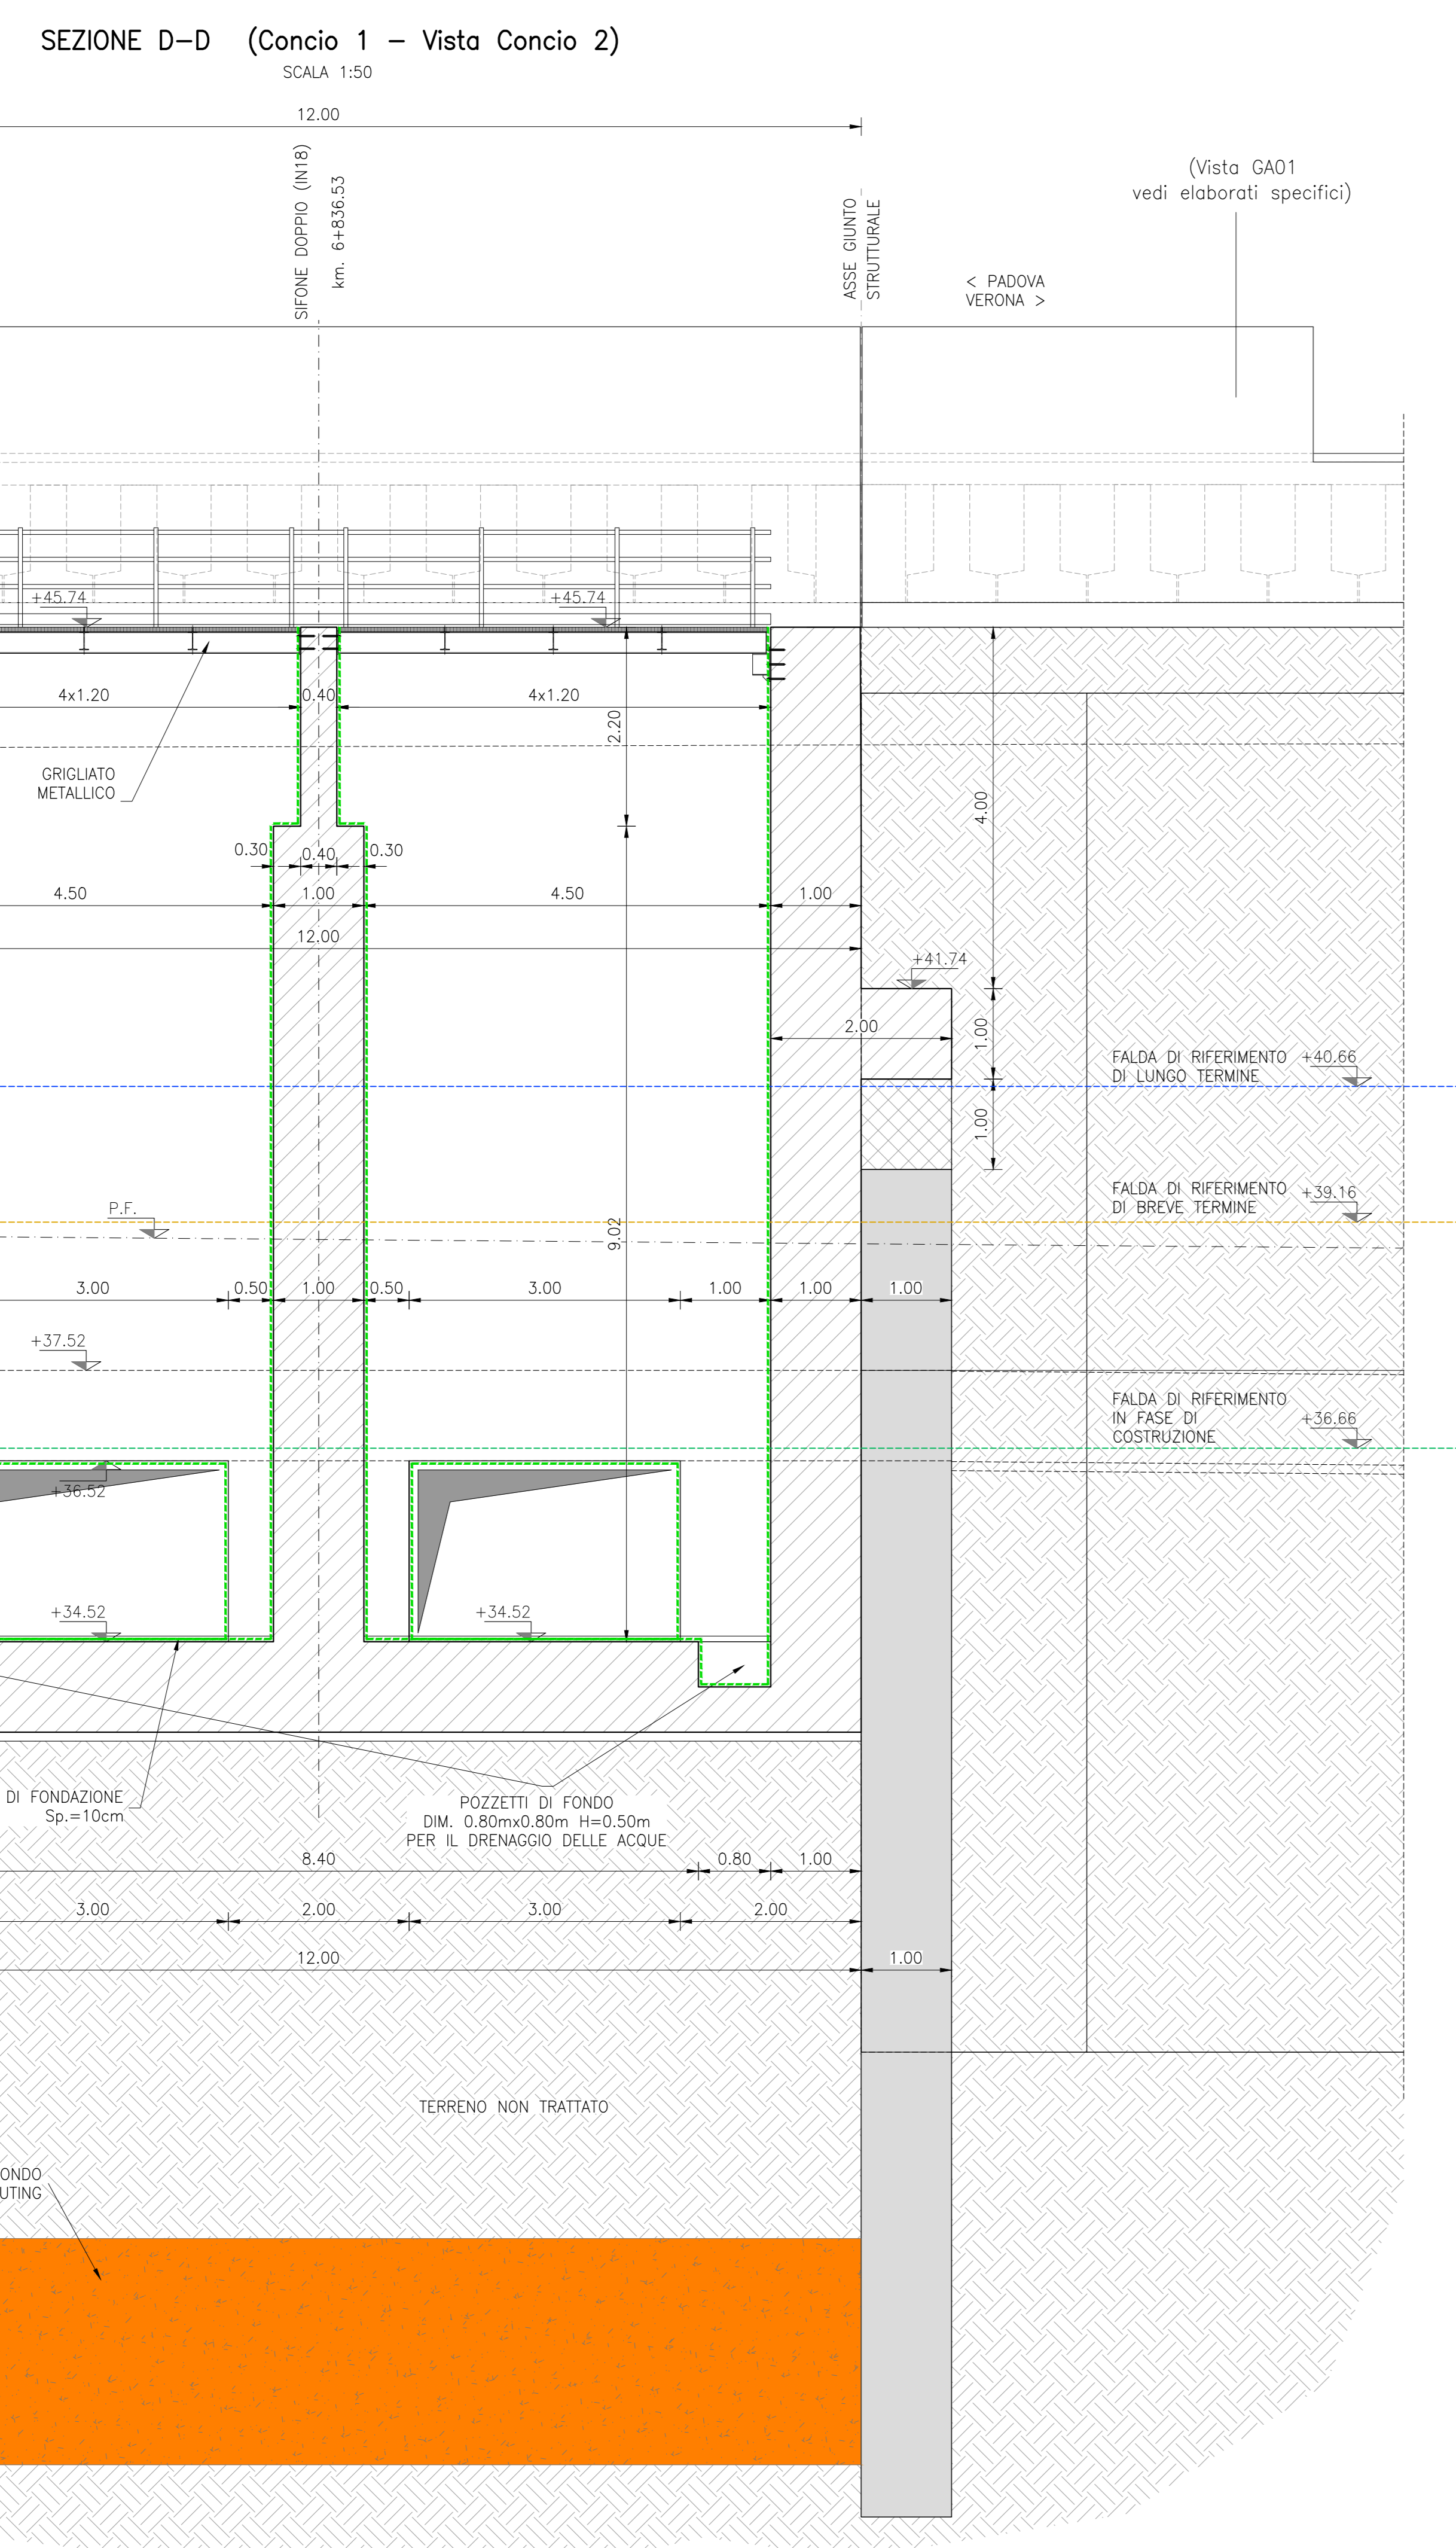 SEZIONE D-D (Concio 1 - Vista Concio 2)
SCALA 1:50
12.00
SIFONE DOPPIO (IN18)
km. 6+836.53
ASSE GIUNTO
STRUTTURALE
(Vista GA01
vedi elaborati specifici)
< PADOVA
VERONA >
+45.74
+45.74
4x1.20
0.40
4x1.20
2.20
GRIGLIATO
METALLICO
4.00
0.30
0.40
0.30
4.50
1.00
4.50
1.00
12.00
+41.74
2.00
1.00
FALDA DI RIFERIMENTO
DI LUNGO TERMINE
+40.66
1.00
FALDA DI RIFERIMENTO
DI BREVE TERMINE
+39.16
P.F.
9.02
3.00
0.50
1.00
0.50
3.00
1.00
1.00
1.00
+37.52
FALDA DI RIFERIMENTO
IN FASE DI
COSTRUZIONE
+36.66
+36.52
+34.52
+34.52
DI FONDAZIONE
Sp.=10cm
POZZETTI DI FONDO
DIM. 0.80mx0.80m H=0.50m
PER IL DRENAGGIO DELLE ACQUE
8.40
0.80
1.00
3.00
2.00
3.00
2.00
12.00
1.00
TERRENO NON TRATTATO
ONDO
UTING